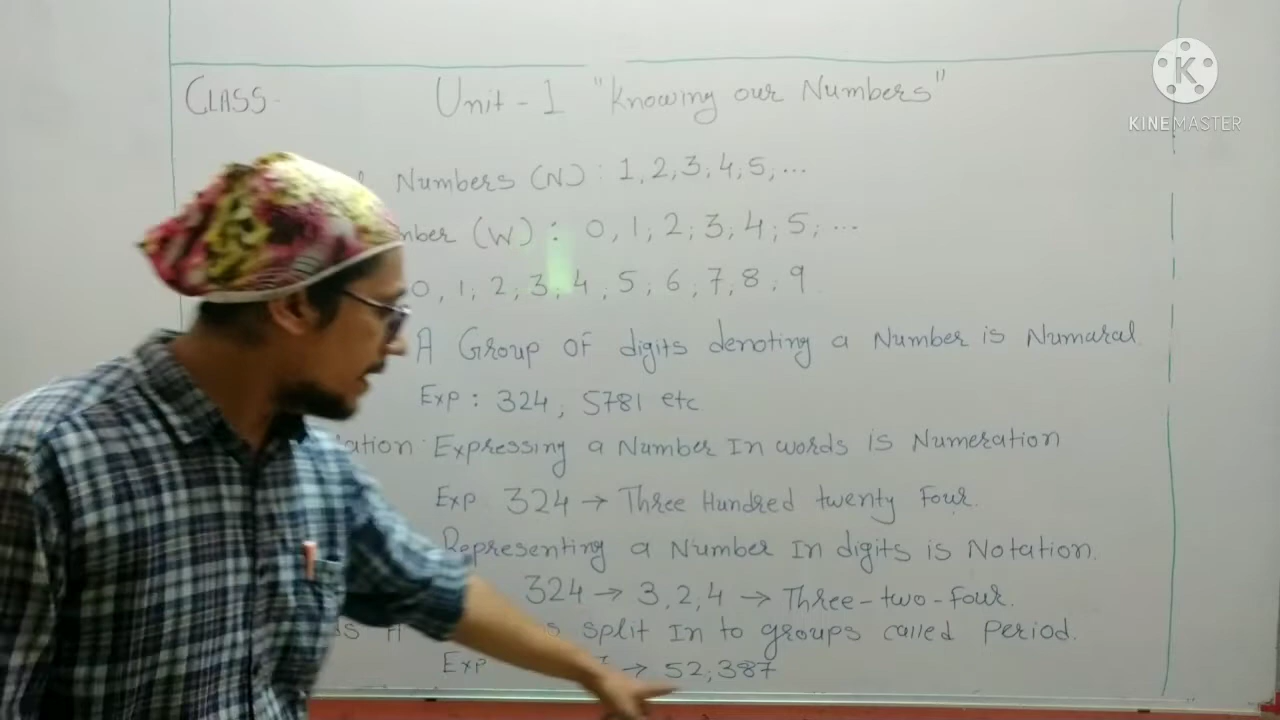 CLASS- Unit - 1 "Knowing our Numbers"
KINEMASTER
Numbers (N) : 1, 2, 3, 4, 5, ...
mber (W) : 0, 1, 2, 3, 4, 5, ...
0, 1, 2, 3, 4, 5, 6, 7, 8, 9
A Group OF digits denoting a Number is Numaral
Exp : 324, 5781 etc
ation : Expressing a Number In words is Numeration
Exp 324 → Three Hundred twenty Four.
Representing a Number In digits is Notation.
324 → 3, 2, 4 → Three-two-Four.
split In to groups called Period.
Exp → 52,387